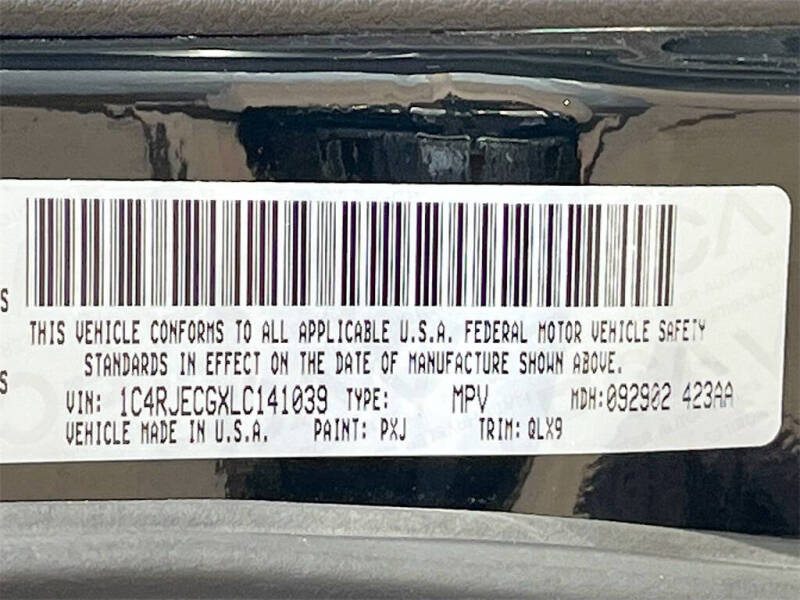 S
THIS VEHICLE CONFORMS TO ALL APPLICABLE U.S.A. FEDERAL MOTOR VEHICLE SAFETY
STANDARDS IN EFFECT ON THE DATE OF MANUFACTURE SHOWN ABOVE.
S
VIN: 1C4RJECGXLC141039 TYPE: MPV MDH:092902 423AA
VEHICLE MADE IN U.S.A. PAINT: PXJ TRIM: QLX9